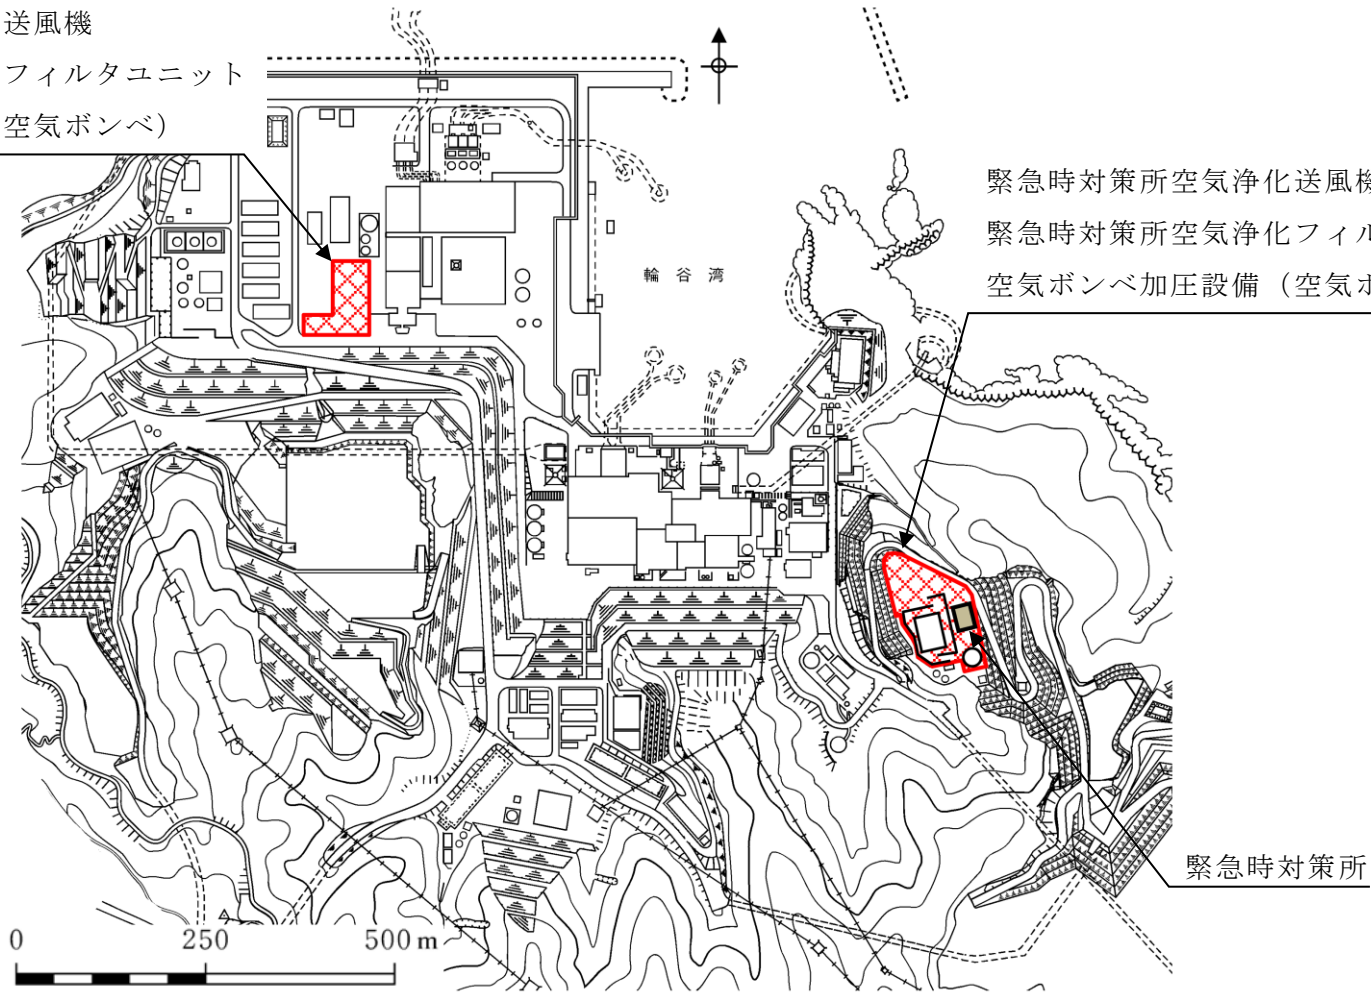 送風機
フィルタユニット
空気ボンベ）
緊急時対策所空気浄化送風機
緊急時対策所空気浄化フィル
空気ボンベ加圧設備（空気ボ
輪谷湾
緊急時対策所
0 250 500m